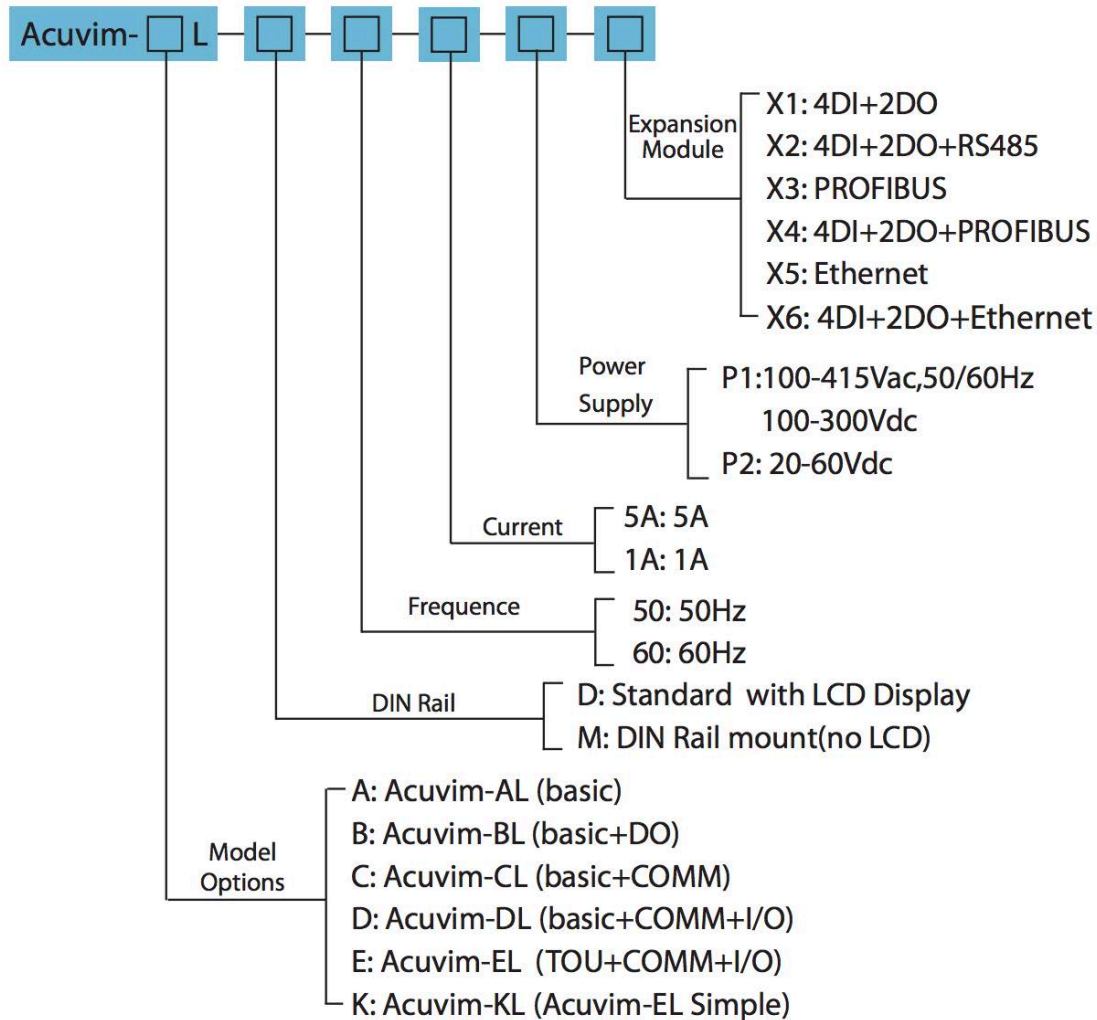 Acuvim- L
Expansion
Module
X1: 4DI+2DO
X2: 4DI+2DO+RS485
X3: PROFIBUS
X4: 4DI+2DO+PROFIBUS
X5: Ethernet
X6: 4DI+2DO+Ethernet
Power
Supply
P1:100-415Vac,50/60Hz
100-300Vdc
P2: 20-60Vdc
Current
5A: 5A
1A: 1A
Frequence
50: 50Hz
60: 60Hz
DIN Rail
D: Standard with LCD Display
M: DIN Rail mount(no LCD)
Model
Options
A: Acuvim-AL (basic)
B: Acuvim-BL (basic+DO)
C: Acuvim-CL (basic+COMM)
D: Acuvim-DL (basic+COMM+I/O)
E: Acuvim-EL (TOU+COMM+I/O)
K: Acuvim-KL (Acuvim-EL Simple)